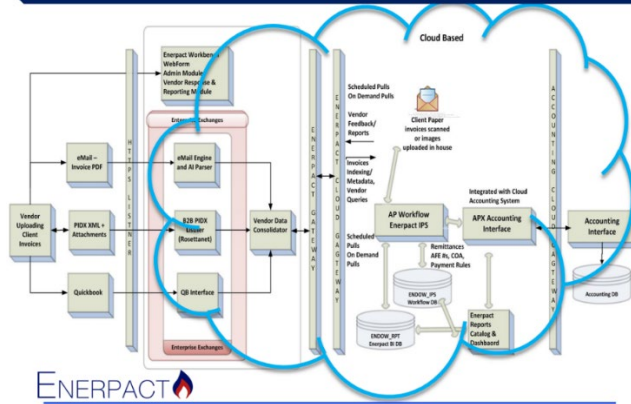 Cloud Based
Enerpact Workbench
WebForm
Admin Module
Vendor Response &
Reporting Module
Enterprise Exchanges
HTTPS LISTNER
eMail –
Invoice PDF
eMail Engine
and AI Parser
Vendor
Uploading
Client
Invoices
PIDX XML +
Attachments
B2B PIDX
(Rosettanet)
Vendor Data
Consolidator
Quickbook
QB Interface
Enterprise Exchanges
ENERPACT GATEWAY
ENERPACT CLOUD GAGTEWAY
Scheduled Pulls
On Demand Pulls
Vendor
Feedback/
Reports
Invoices
Indexing/
Metadata,
Vendor
Queries
Client Paper
invoices scanned
or images
uploaded in house
AP Workflow
Enerpact IPS
Integrated with Cloud
Accounting System
APX Accounting
Interface
Scheduled
Pulls
On Demand
Pulls
Remittances
AFE #s, COA,
Payment Rules
ENDOW_IPS
Workflow DB
ENDOW_RPT
Enerpact BI DB
Enerpact
Reports
Catalog &
Dashbaord
ACCOUNTING CLOUD GAGTEWAY
Accounting
Interface
Accounting DB
ENERPACT